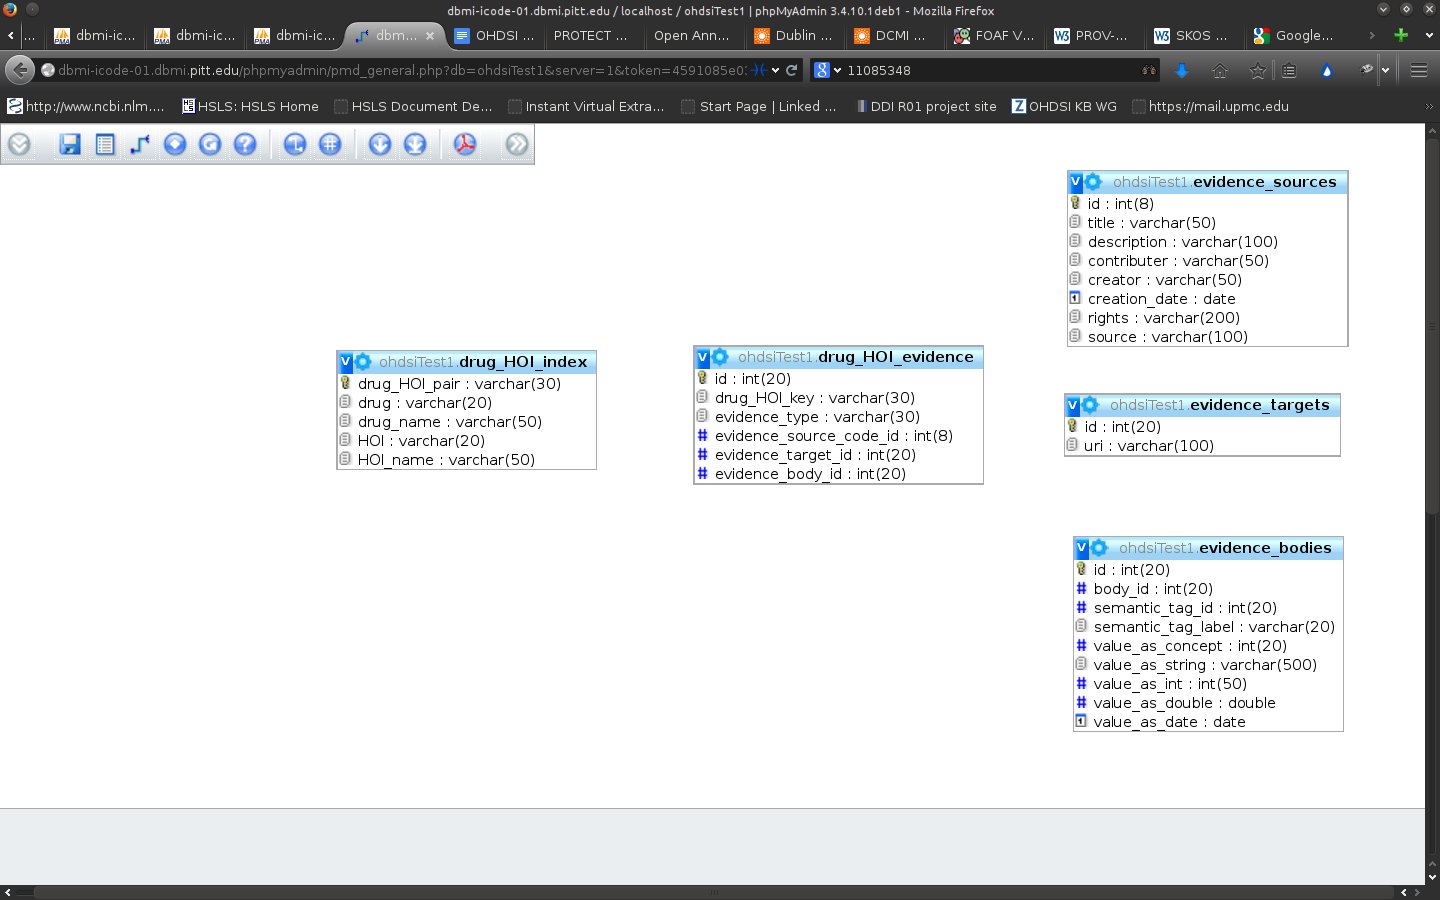 dbmi-icode-01.dbmi.pitt.edu / localhost / ohdsiTest1 | phpMyAdmin 3.4.10.1deb1 - Mozilla Firefox
... dbmi-ic... dbmi-ic... dbmi-ic... dbm... OHDSI ... PROTECT ... Open Ann... Dublin ... DCMI ... FOAF V... PROV-... SKOS ... Google...
dbmi-icode-01.dbmi.pitt.edu/phpmyadmin/pmd_general.php?db=ohdsiTest1&server=1&token=4591085e0 11085348
http://www.ncbi.nlm.... HSLS: HSLS Home HSLS Document De... Instant Virtual Extra... Start Page | Linked ... DDI R01 project site OHDSI KB WG https://mail.upmc.edu
v ohdsiTest1.evidence_sources
id : int(8)
title : varchar(50)
description : varchar(100)
contributer : varchar(50)
creator : varchar(50)
creation_date : date
rights : varchar(200)
source : varchar(100)
v ohdsiTest1.drug_HOI_index
drug_HOI_pair : varchar(30)
drug : varchar(20)
drug_name : varchar(50)
HOI : varchar(20)
HOI_name : varchar(50)
v ohdsiTest1.drug_HOI_evidence
id : int(20)
drug_HOI_key : varchar(30)
evidence_type : varchar(30)
# evidence_source_code_id : int(8)
# evidence_target_id : int(20)
# evidence_body_id : int(20)
v ohdsiTest1.evidence_targets
id : int(20)
uri : varchar(100)
v ohdsiTest1.evidence_bodies
id : int(20)
# body_id : int(20)
# semantic_tag_id : int(20)
semantic_tag_label : varchar(20)
# value_as_concept : int(20)
value_as_string : varchar(500)
# value_as_int : int(50)
# value_as_double : double
value_as_date : date